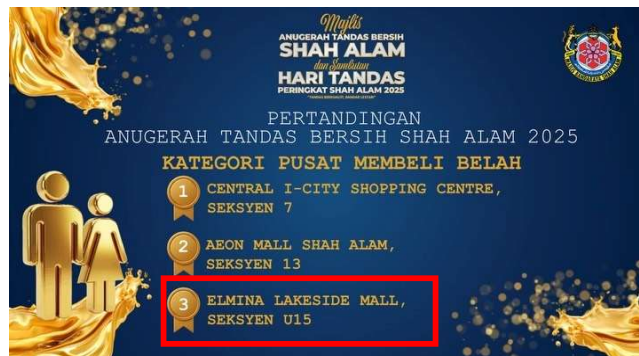 Majlis
ANUGERAH TANDAS BERSIH
SHAH ALAM
dan Sambutan
HARI TANDAS
PERINGKAT SHAH ALAM 2025
PERTANDINGAN
ANUGERAH TANDAS BERSIH SHAH ALAM 2025
KATEGORI PUSAT MEMBELI BELAH
1 CENTRAL I-CITY SHOPPING CENTRE,
SEKSYEN 7
2 AEON MALL SHAH ALAM,
SEKSYEN 13
3 ELMINA LAKESIDE MALL,
SEKSYEN U15